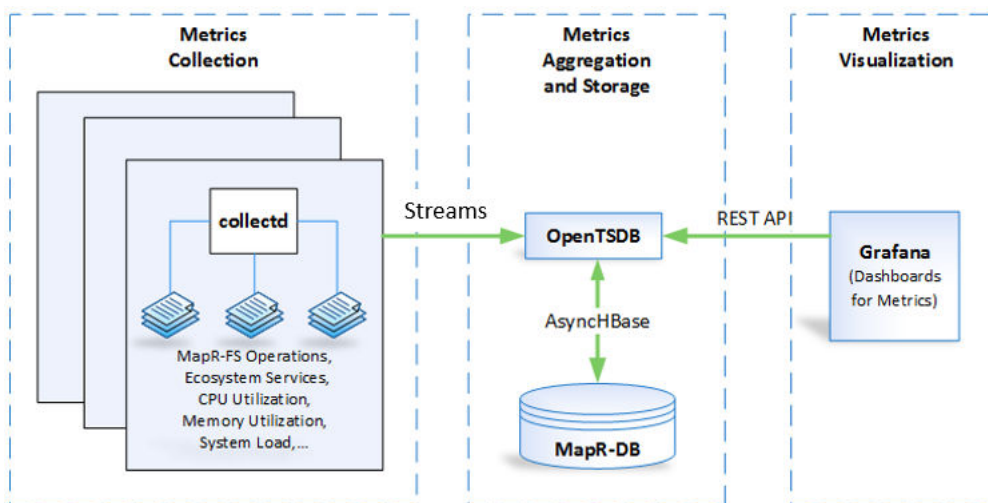 Metrics
Collection
collectd
MapR-FS Operations,
Ecosystem Services,
CPU Utilization,
Memory Utilization,
System Load,...
Streams
Metrics
Aggregation
and Storage
OpenTSDB
AsyncHBase
MapR-DB
REST API
Metrics
Visualization
Grafana
(Dashboards
for Metrics)